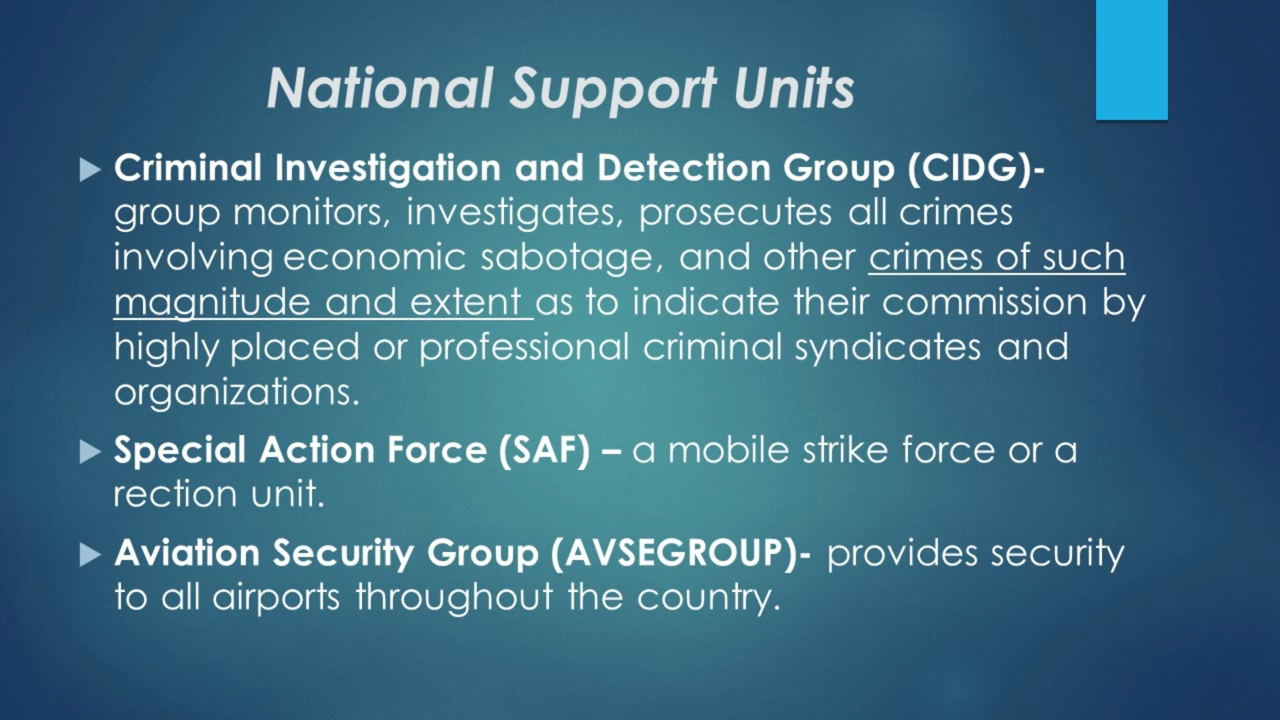 National Support Units
Criminal Investigation and Detection Group (CIDG)-
group monitors, investigates, prosecutes all crimes
involving economic sabotage, and other crimes of such
magnitude and extent as to indicate their commission by
highly placed or professional criminal syndicates and
organizations.
Special Action Force (SAF) – a mobile strike force or a
rection unit.
Aviation Security Group (AVSEGROUP)- provides security
to all airports throughout the country.